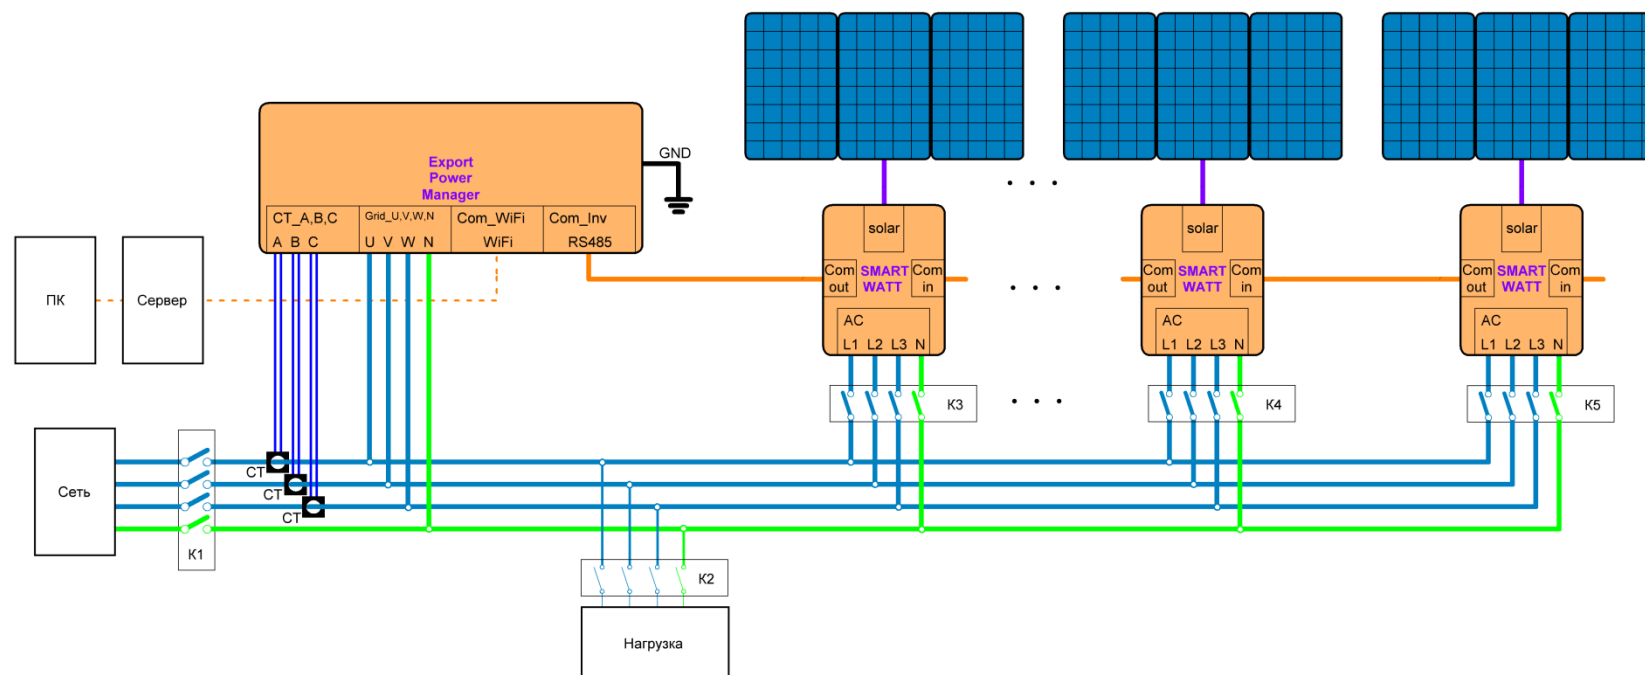 Export
Power
Manager
GND
CT_A,B,C
Grid_U,V,W,N
Com_WiFi
Com_Inv
A B C
U V W N
WiFi
RS485
ПК
Сервер
solar
Com
out
SMART
WATT
Com
in
AC
L1 L2 L3 N
K3
solar
Com
out
SMART
WATT
Com
in
AC
L1 L2 L3 N
K4
solar
Com
out
SMART
WATT
Com
in
AC
L1 L2 L3 N
K5
. . .
. . .
. . .
Сеть
K1
CT
CT
CT
K2
Нагрузка